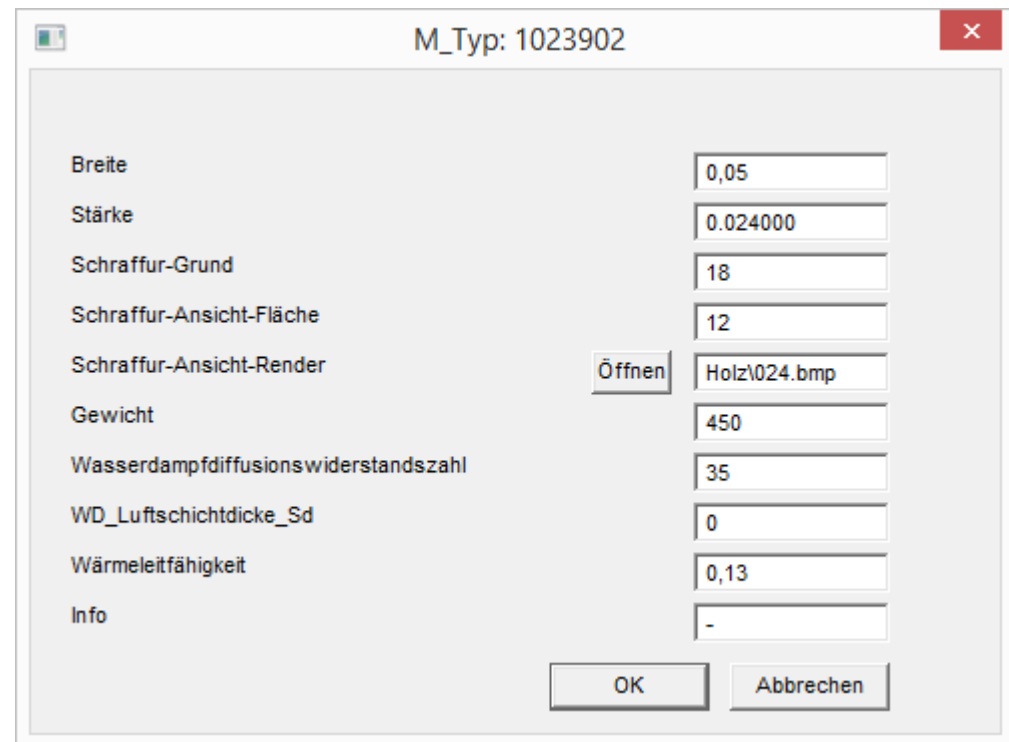 M_Typ: 1023902
Breite 0,05
Stärke 0.024000
Schraffur-Grund 18
Schraffur-Ansicht-Fläche 12
Schraffur-Ansicht-Render Öffnen Holz\024.bmp
Gewicht 450
Wasserdampfdiffusionswiderstandszahl 35
WD_Luftschichtdicke_Sd 0
Wärmeleitfähigkeit 0,13
Info -
OK Abbrechen